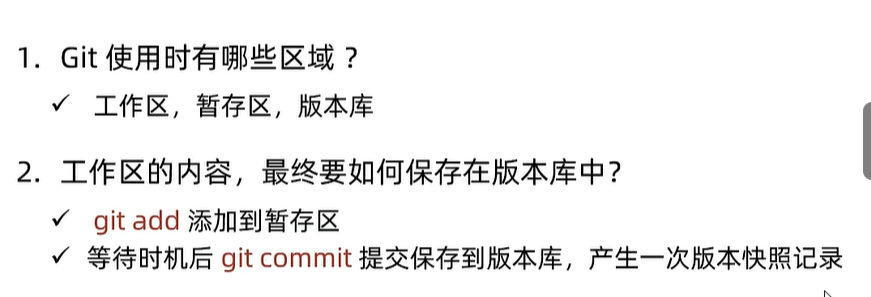 1. Git 使用时有哪些区域？
✓ 工作区，暂存区，版本库
2. 工作区的内容，最终要如何保存在版本库中？
✓ git add 添加到暂存区
✓ 等待时机后 git commit 提交保存到版本库，产生一次版本快照记录